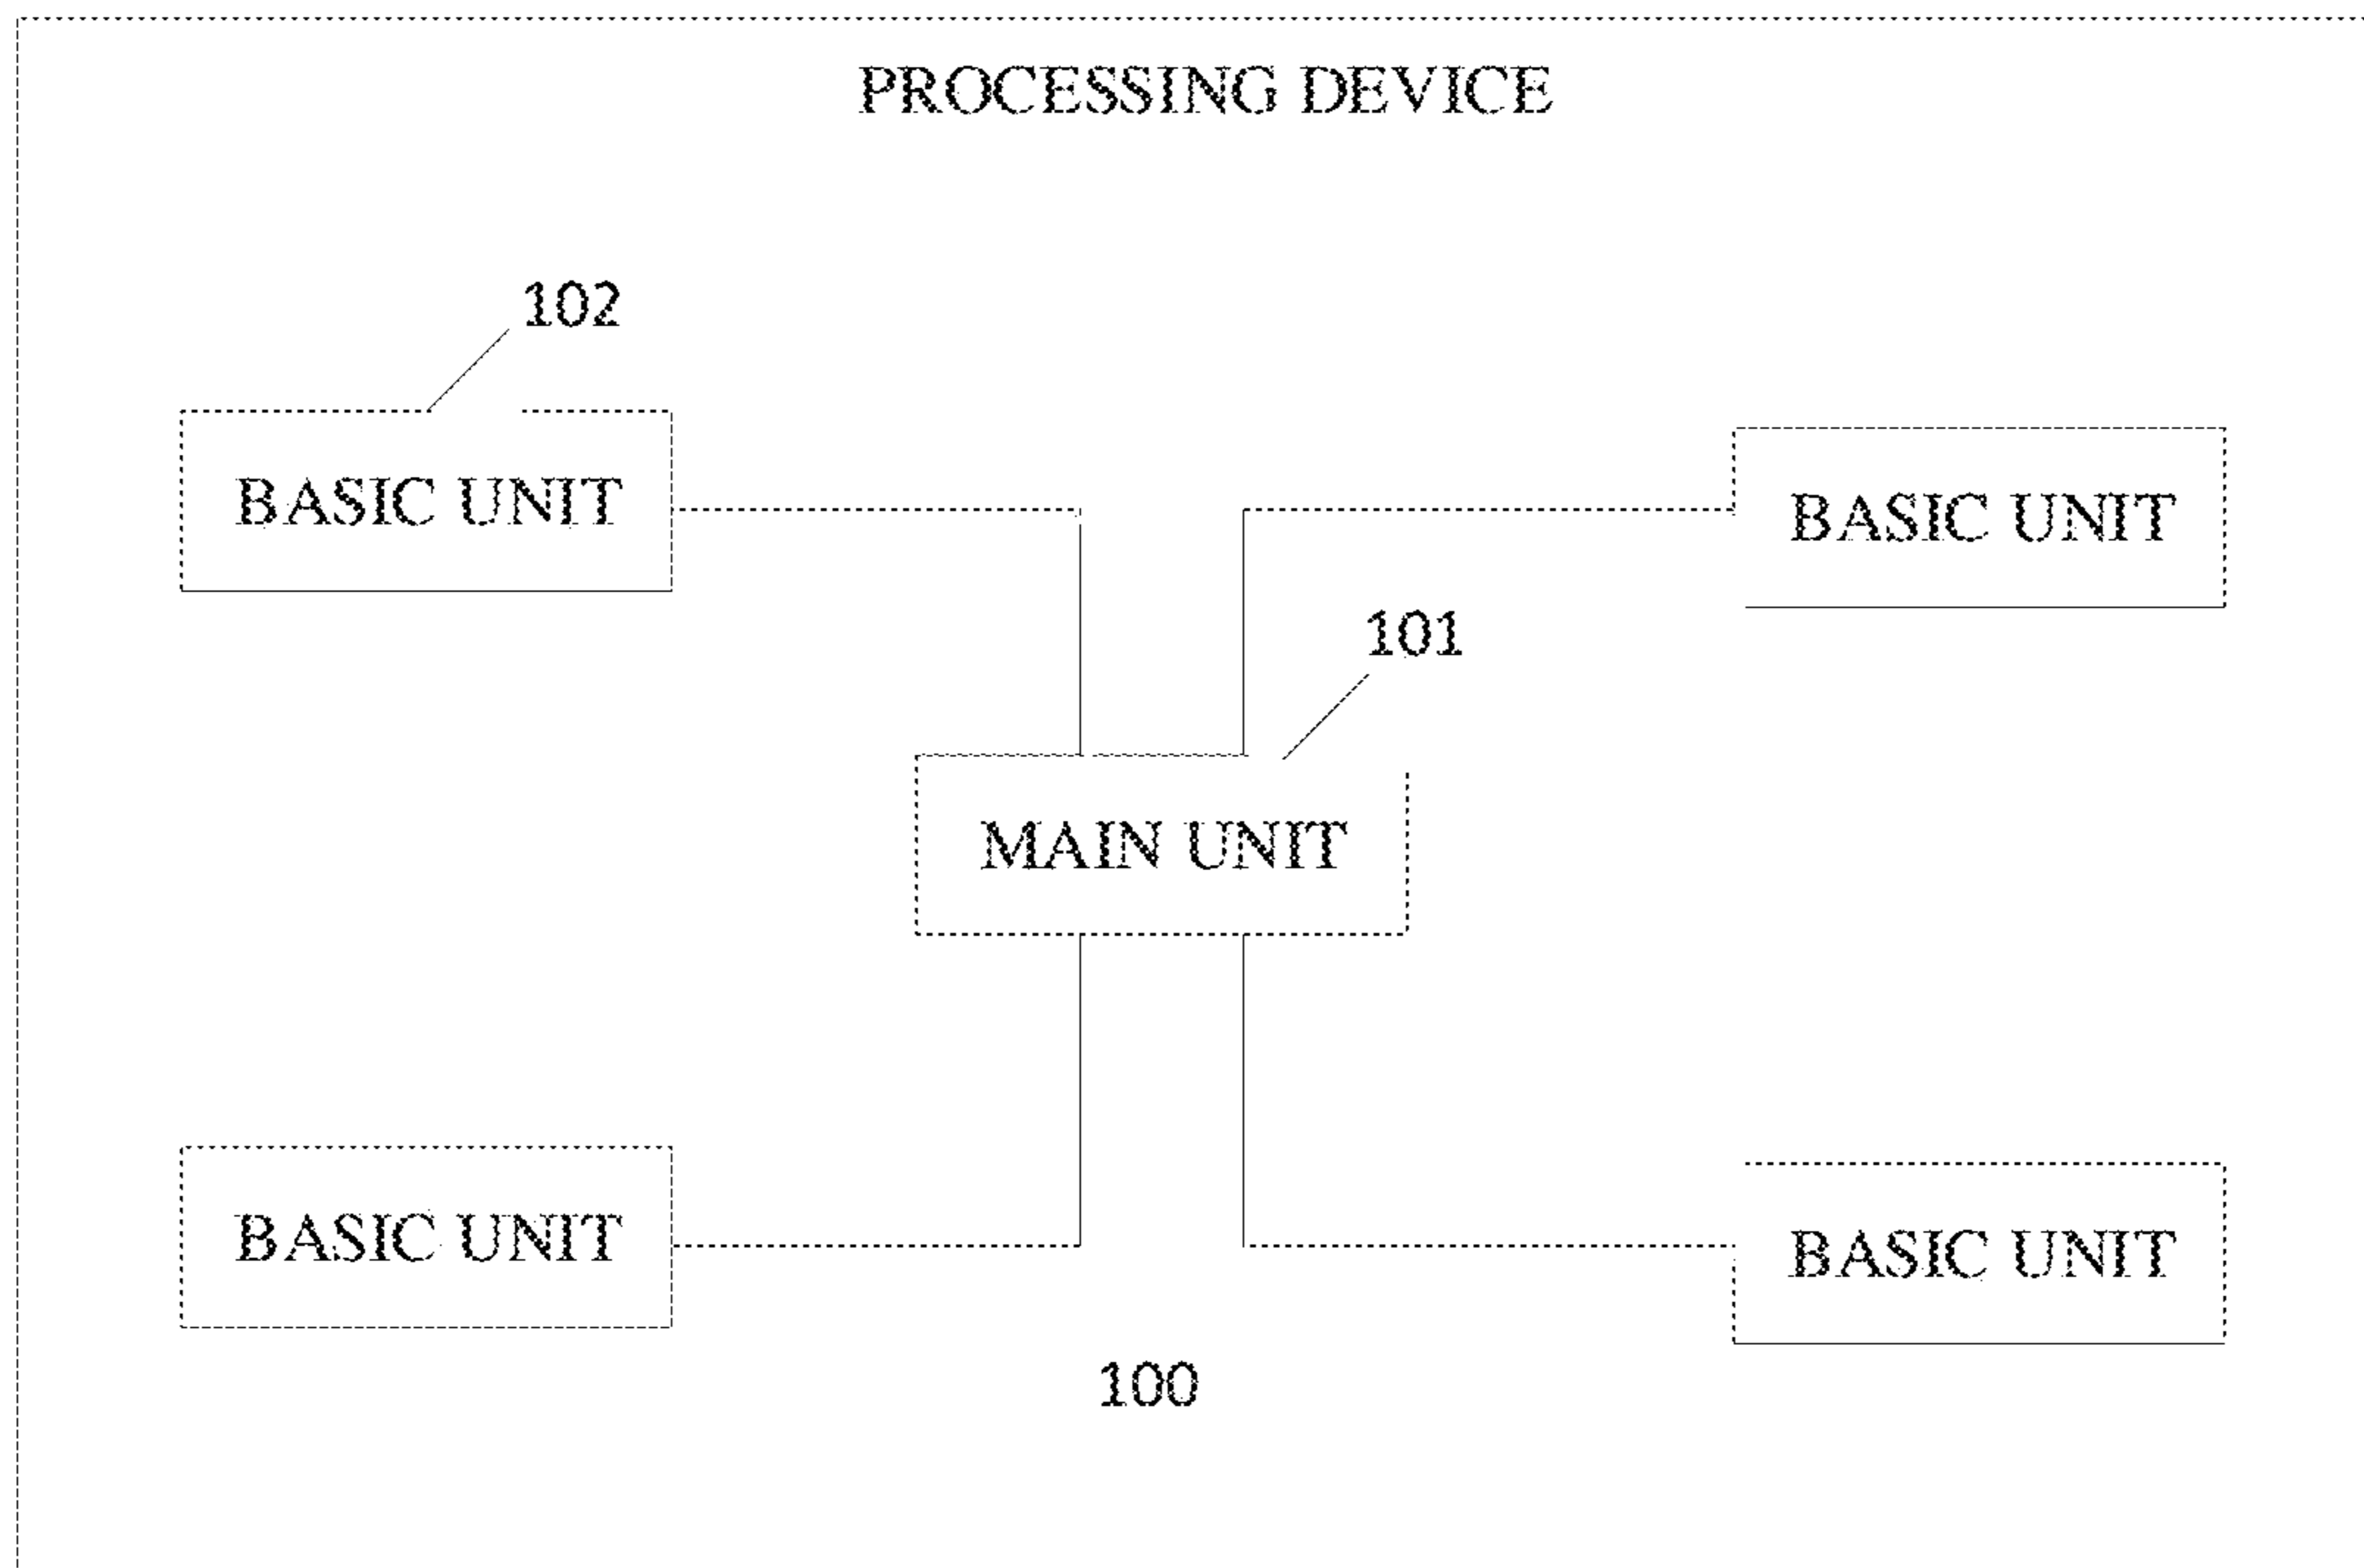 PROCESSING DEVICE
102
BASIC UNIT
BASIC UNIT
101
MAIN UNIT
BASIC UNIT
BASIC UNIT
100